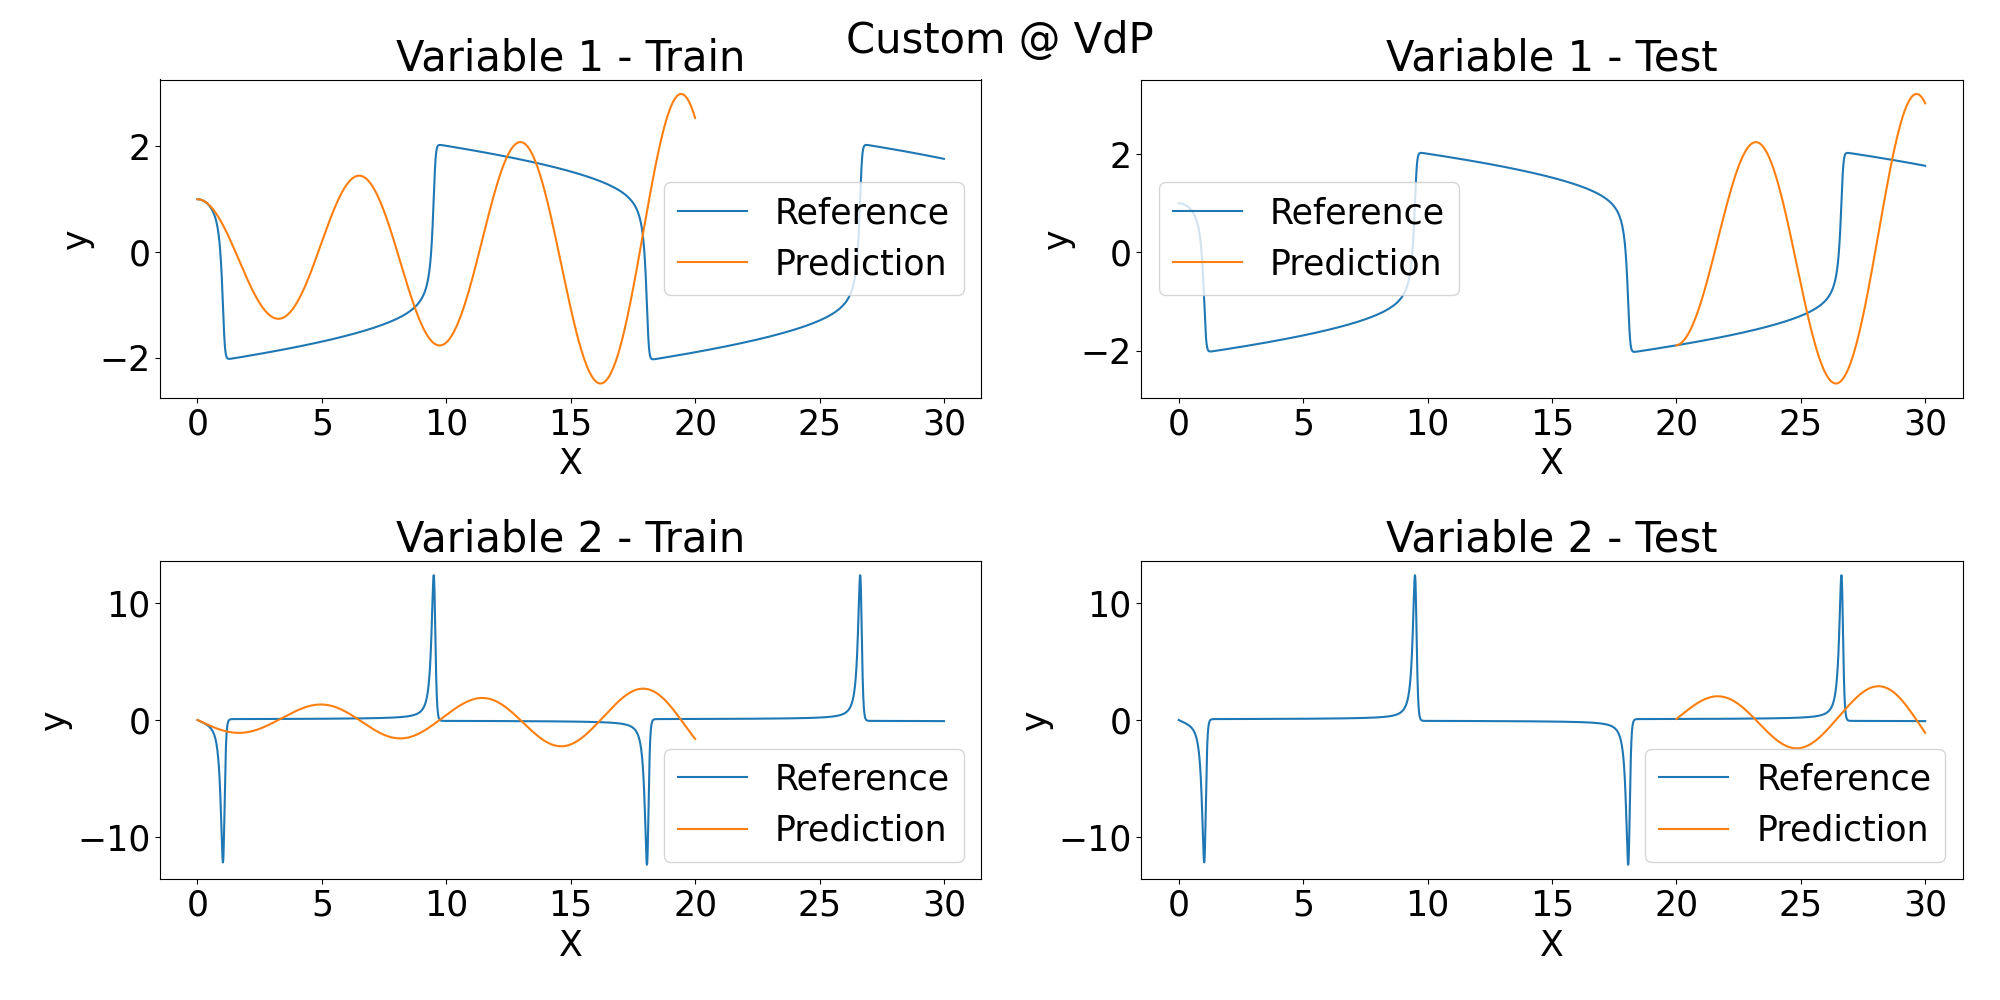 Custom @ VdP
Variable 1 - Train
2
0
−2
y
0 5 10 15 20 25 30
X
Reference
Prediction
Variable 1 - Test
2
0
−2
y
0 5 10 15 20 25 30
X
Reference
Prediction
Variable 2 - Train
10
0
−10
y
0 5 10 15 20 25 30
X
Reference
Prediction
Variable 2 - Test
10
0
−10
y
0 5 10 15 20 25 30
X
Reference
Prediction